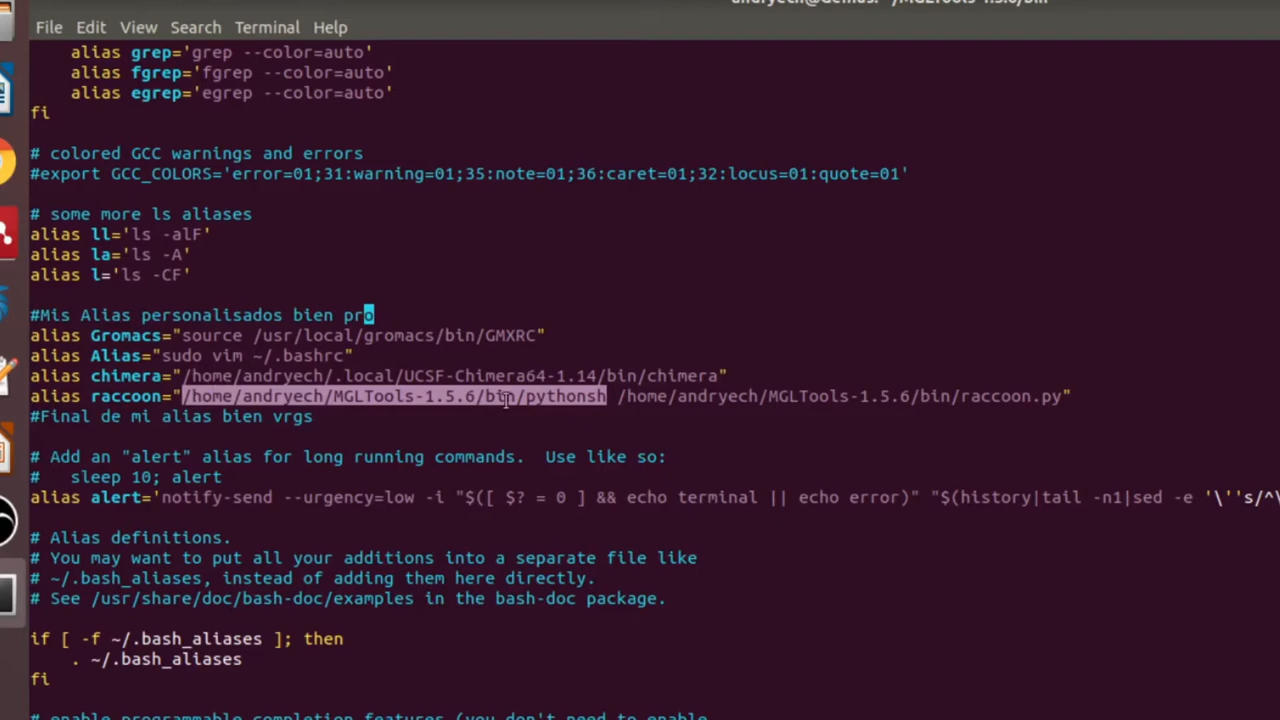 File Edit View Search Terminal Help
alias grep='grep --color=auto'
alias fgrep='fgrep --color=auto'
alias egrep='egrep --color=auto'
fi
# colored GCC warnings and errors
#export GCC_COLORS='error=01;31:warning=01;35:note=01;36:caret=01;32:locus=01:quote=01'
# some more ls aliases
alias ll='ls -alF'
alias la='ls -A'
alias l='ls -CF'
#Mis Alias personalisados bien pro
alias Gromacs="source /usr/local/gromacs/bin/GMXRC"
alias Alias="sudo vim ~/.bashrc"
alias chimera="/home/andryech/.local/UCSF-Chimera64-1.14/bin/chimera"
alias raccoon="/home/andryech/MGLTools-1.5.6/bin/pythonsh /home/andryech/MGLTools-1.5.6/bin/raccoon.py"
#Final de mi alias bien vrgs
# Add an "alert" alias for long running commands.  Use like so:
#   sleep 10; alert
alias alert='notify-send --urgency=low -i "$([ $? = 0 ] && echo terminal || echo error)" "$(history|tail -n1|sed -e '\''s/^\
# Alias definitions.
# You may want to put all your additions into a separate file like
# ~/.bash_aliases, instead of adding them here directly.
# See /usr/share/doc/bash-doc/examples in the bash-doc package.
if [ -f ~/.bash_aliases ]; then
. ~/.bash_aliases
fi
# enable programmable completion features (you don't need to enable